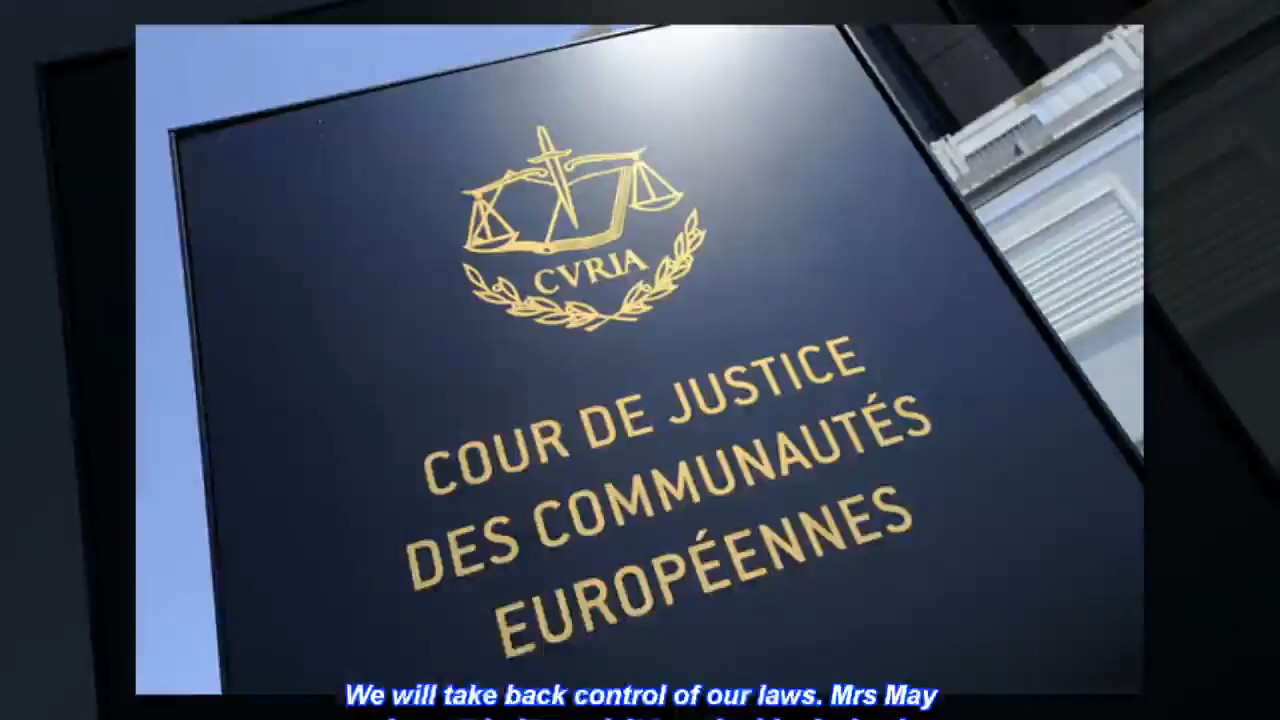 CVRIA
COUR DE JUSTICE
DES COMMUNAUTÉS
EUROPÉENNES
We will take back control of our laws. Mrs May